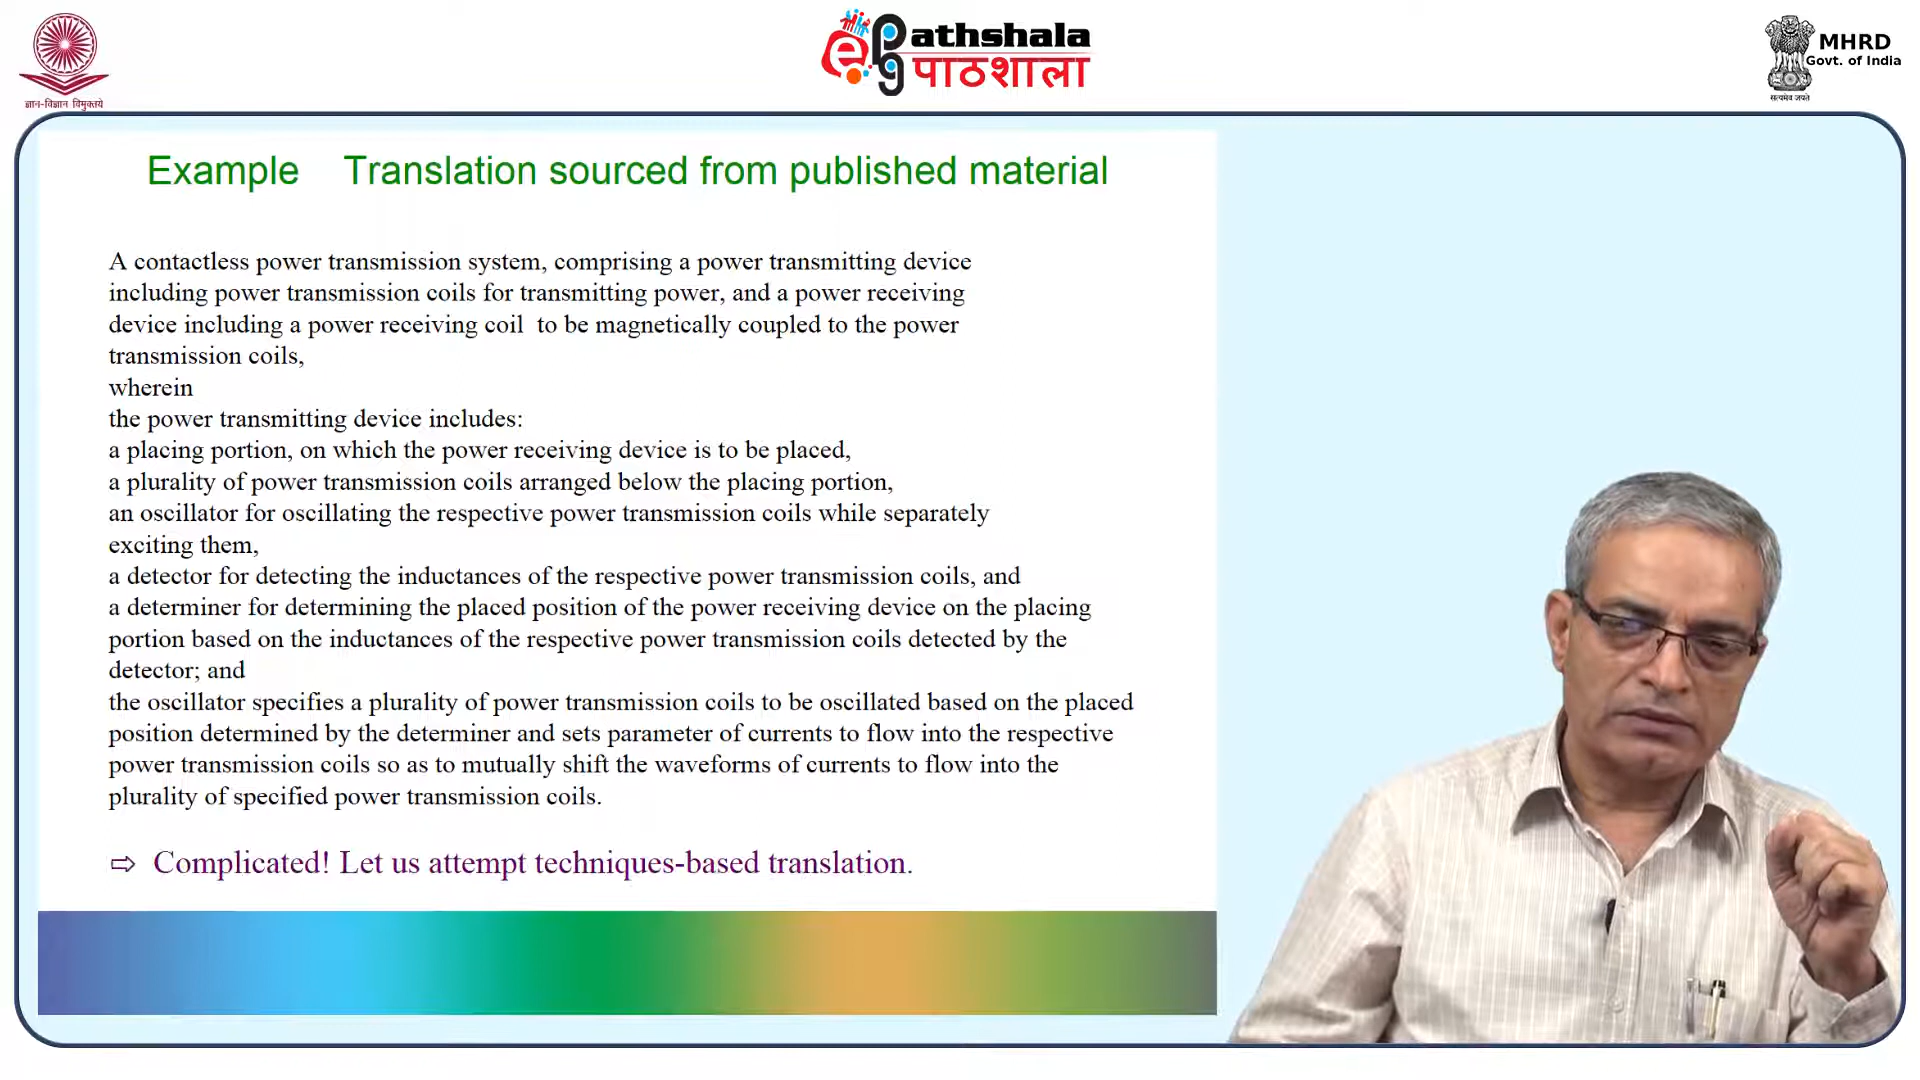 ज्ञान-विज्ञान विमुक्तये
e Pathshala
पाठशाला
MHRD
Govt. of India
सत्यमेव जयते
Example Translation sourced from published material
A contactless power transmission system, comprising a power transmitting device
including power transmission coils for transmitting power, and a power receiving
device including a power receiving coil to be magnetically coupled to the power
transmission coils,
wherein
the power transmitting device includes:
a placing portion, on which the power receiving device is to be placed,
a plurality of power transmission coils arranged below the placing portion,
an oscillator for oscillating the respective power transmission coils while separately
exciting them,
a detector for detecting the inductances of the respective power transmission coils, and
a determiner for determining the placed position of the power receiving device on the placing
portion based on the inductances of the respective power transmission coils detected by the
detector; and
the oscillator specifies a plurality of power transmission coils to be oscillated based on the placed
position determined by the determiner and sets parameter of currents to flow into the respective
power transmission coils so as to mutually shift the waveforms of currents to flow into the
plurality of specified power transmission coils.
⇨ Complicated! Let us attempt techniques-based translation.